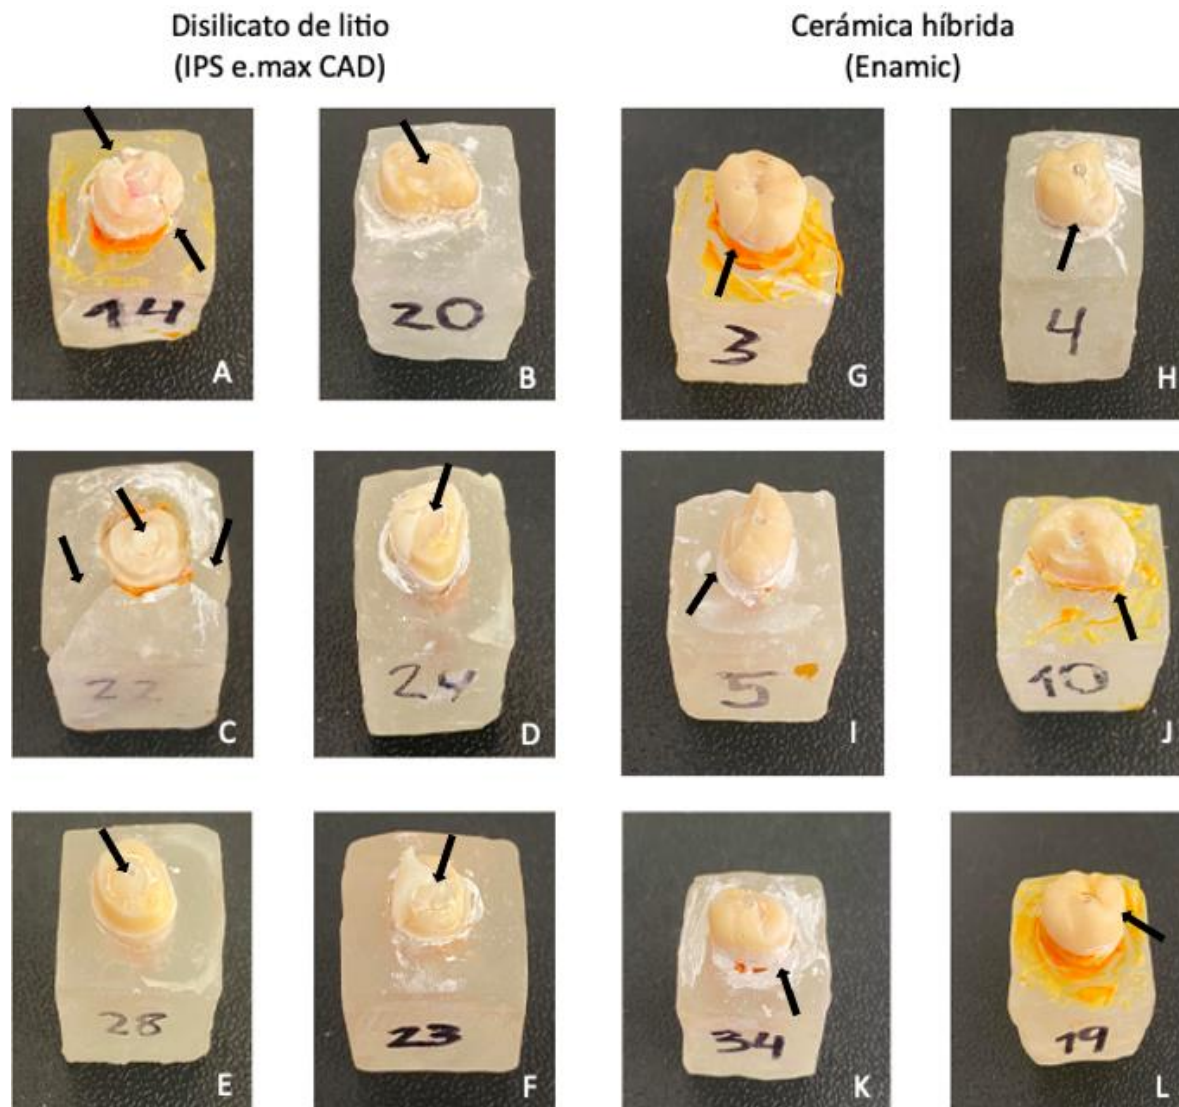 Disilicato de litio
(IPS e.max CAD)
Cerámica híbrida
(Enamic)
14
A
20
B
3
G
4
H
22
C
24
D
5
I
10
J
28
E
23
F
34
K
19
L